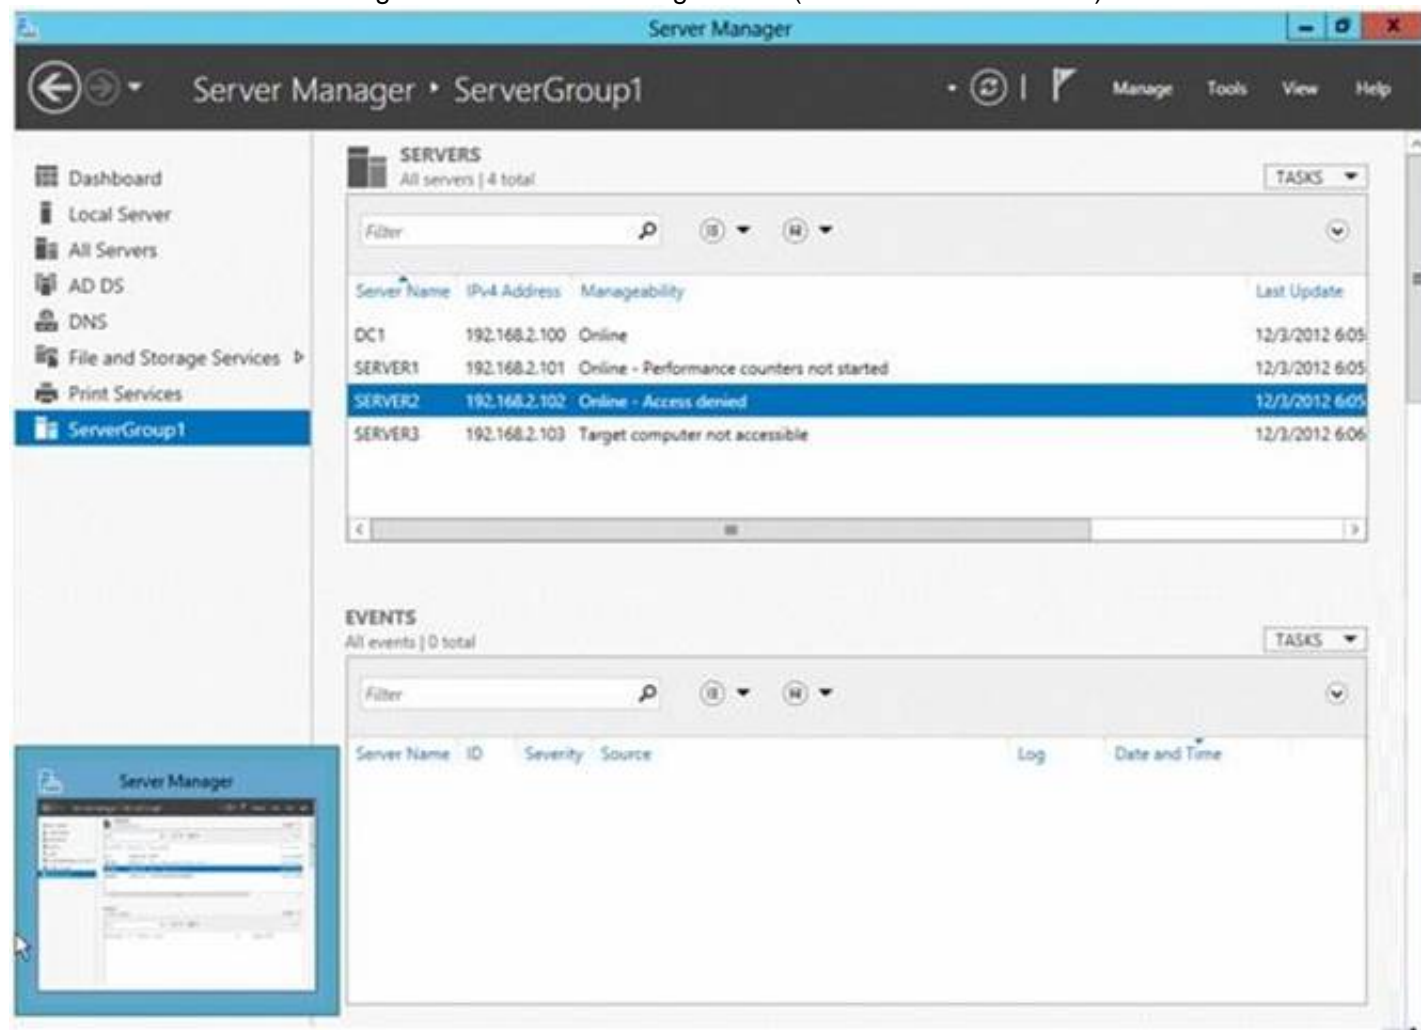 Server Manager
Server Manager ‣ ServerGroup1
Manage Tools View Help
Dashboard
Local Server
All Servers
AD DS
DNS
File and Storage Services
Print Services
ServerGroup1
SERVERS
All servers | 4 total
TASKS
Filter
Server Name IPv4 Address Manageability Last Update
DC1 192.168.2.100 Online 12/3/2012 6:05
SERVER1 192.168.2.101 Online - Performance counters not started 12/3/2012 6:05
SERVER2 192.168.2.102 Online - Access denied 12/3/2012 6:05
SERVER3 192.168.2.103 Target computer not accessible 12/3/2012 6:06
EVENTS
All events | 0 total
TASKS
Filter
Server Name ID Severity Source Log Date and Time
Server Manager